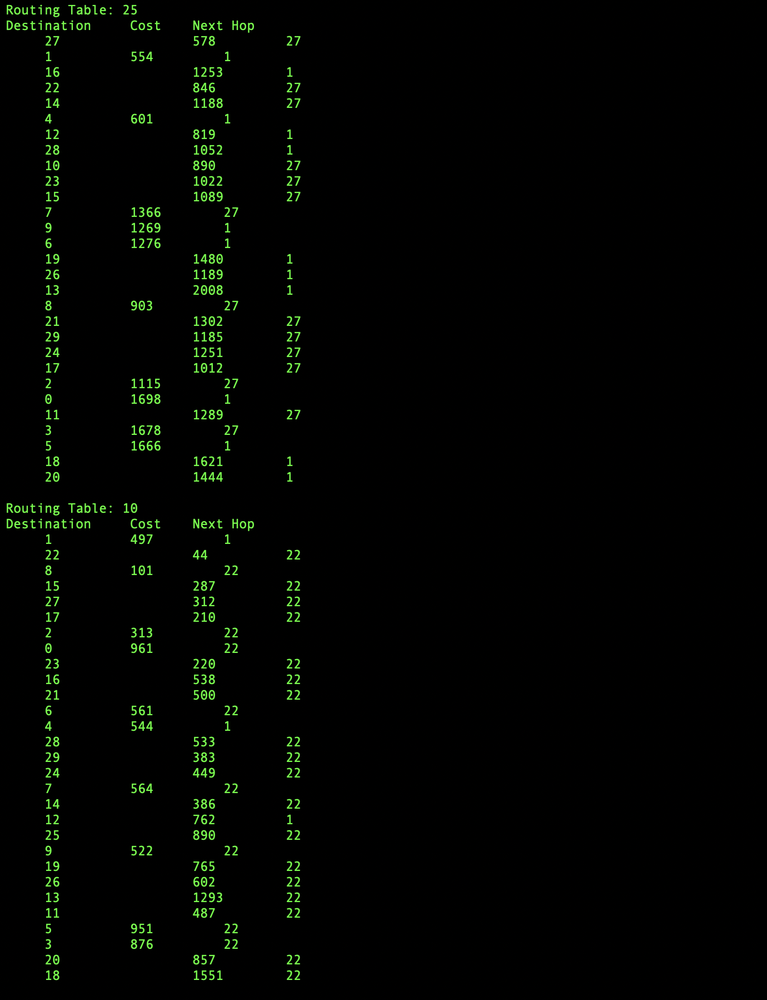 Routing Table: 25
Destination Cost Next Hop
27 578 27
1 554 1
16 1253 1
22 846 27
14 1188 27
4 601 1
12 819 1
28 1052 1
10 890 27
23 1022 27
15 1089 27
7 1366 27
9 1269 1
6 1276 1
19 1480 1
26 1189 1
13 2008 1
8 903 27
21 1302 27
29 1185 27
24 1251 27
17 1012 27
2 1115 27
0 1698 1
11 1289 27
3 1678 27
5 1666 1
18 1621 1
20 1444 1

Routing Table: 10
Destination Cost Next Hop
1 497 1
22 44 22
8 101 22
15 287 22
27 312 22
17 210 22
2 313 22
0 961 22
23 220 22
16 538 22
21 500 22
6 561 22
4 544 1
28 533 22
29 383 22
24 449 22
7 564 22
14 386 22
12 762 1
25 890 22
9 522 22
19 765 22
26 602 22
13 1293 22
11 487 22
5 951 22
3 876 22
20 857 22
18 1551 22